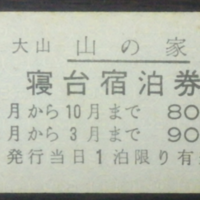 大山 山の家
寝台宿泊券
月から10月まで 80
月から3月まで 90
発行当日1泊限り有